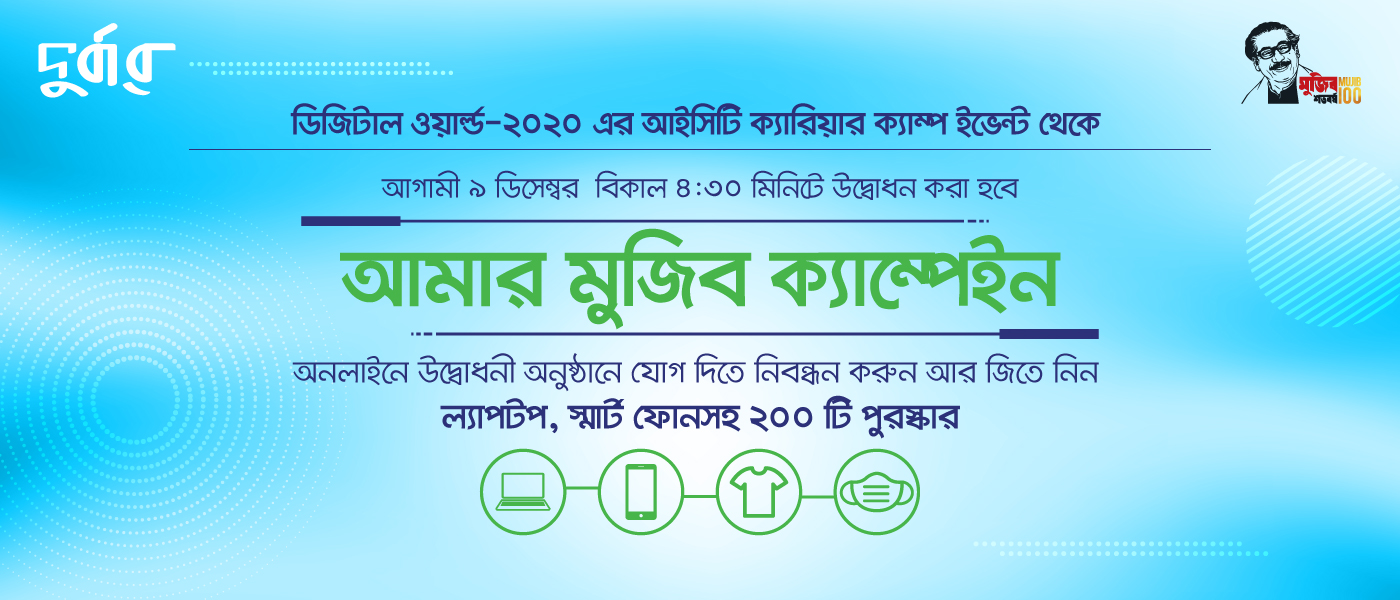 দুর্বার
মুজিব MUJIB
শতবর্ষ 100
ডিজিটাল ওয়ার্ল্ড-২০২০ এর আইসিটি ক্যারিয়ার ক্যাম্প ইভেন্ট থেকে
আগামী ৯ ডিসেম্বর বিকাল ৪:৩০ মিনিটে উদ্বোধন করা হবে
আমার মুজিব ক্যাম্পেইন
অনলাইনে উদ্বোধনী অনুষ্ঠানে যোগ দিতে নিবন্ধন করুন আর জিতে নিন
ল্যাপটপ, স্মার্ট ফোনসহ ২০০ টি পুরস্কার